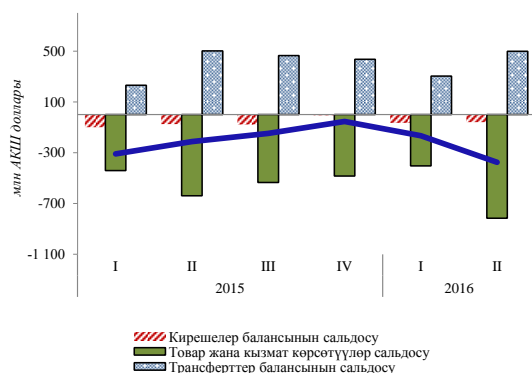 млн АКШ доллары
500
100
-300
-700
-1 100
I II III IV I II
2015 2016
Кирешелер балансынын сальдосу
Товар жана кызмат көрсөтүүлөр сальдосу
Трансферттер балансынын сальдосу